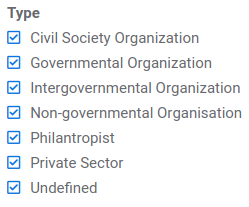 Type
Civil Society Organization
Governmental Organization
Intergovernmental Organization
Non-governmental Organisation
Philantropist
Private Sector
Undefined